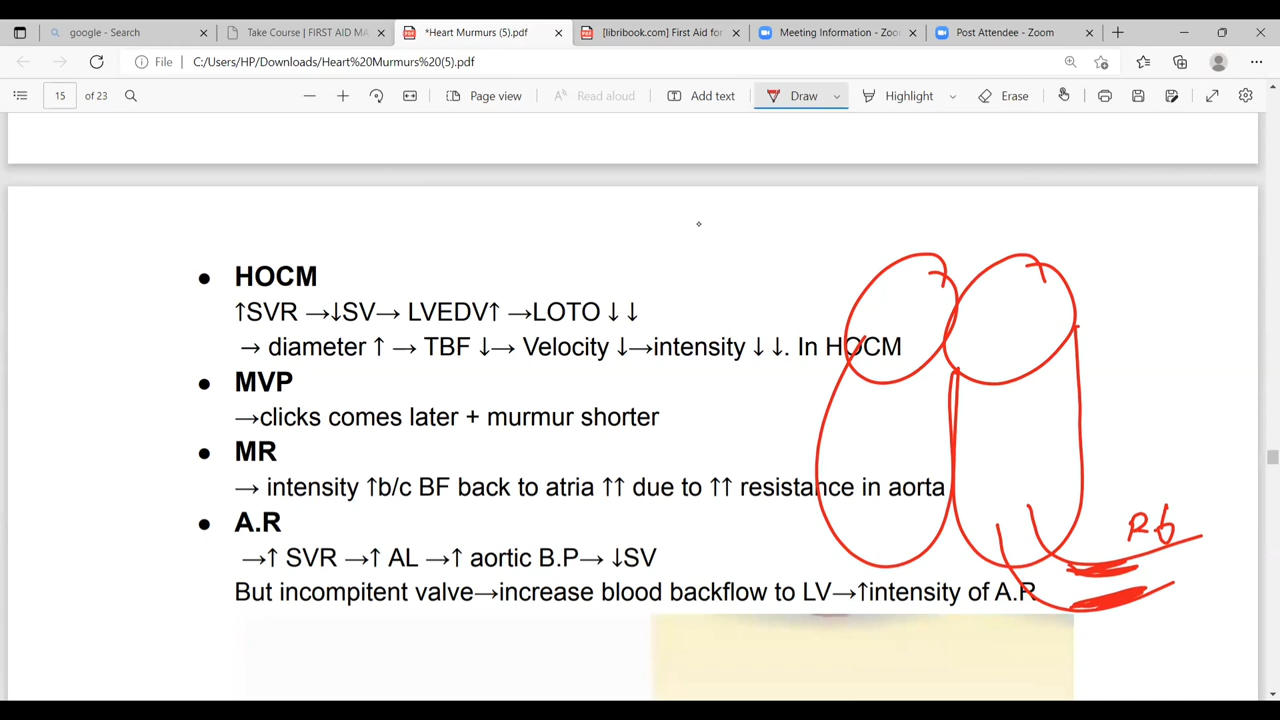 google - Search
Take Course | FIRST AID MA
*Heart Murmurs (5).pdf
[libribook.com] First Aid for
Meeting Information - Zoo
Post Attendee - Zoom
File | C:/Users/HP/Downloads/Heart%20Murmurs%20(5).pdf
15 of 23
Page view
Read aloud
Add text
Draw
Highlight
Erase
● HOCM
↑SVR →↓SV→ LVEDV↑ →LOTO ↓↓
→ diameter ↑ → TBF ↓→ Velocity ↓→intensity ↓↓. In HOCM
● MVP
→clicks comes later + murmur shorter
● MR
→ intensity ↑b/c BF back to atria ↑↑ due to ↑↑ resistance in aorta
● A.R
→↑ SVR →↑ AL →↑ aortic B.P→ ↓SV
But incompitent valve→increase blood backflow to LV→↑intensity of A.R